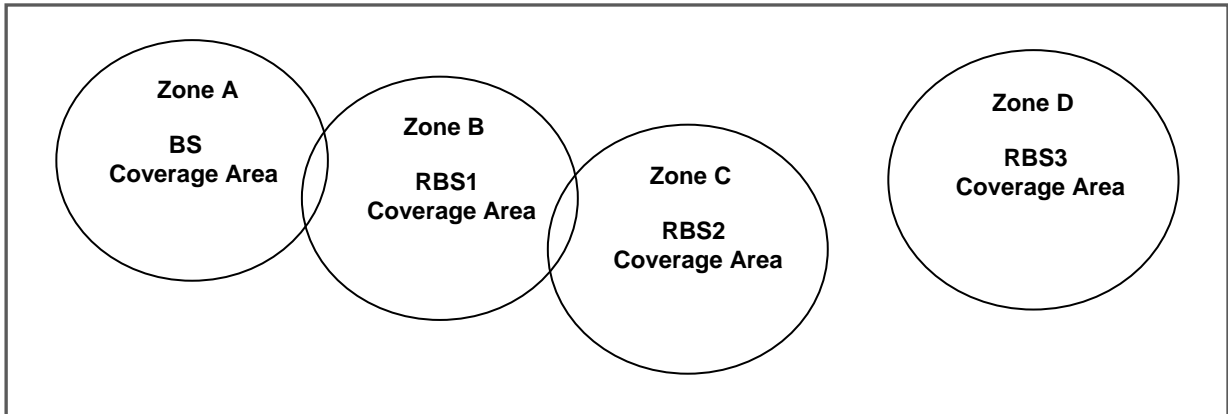 Zone A
BS
Coverage Area
Zone B
RBS1
Coverage Area
Zone C
RBS2
Coverage Area
Zone D
RBS3
Coverage Area